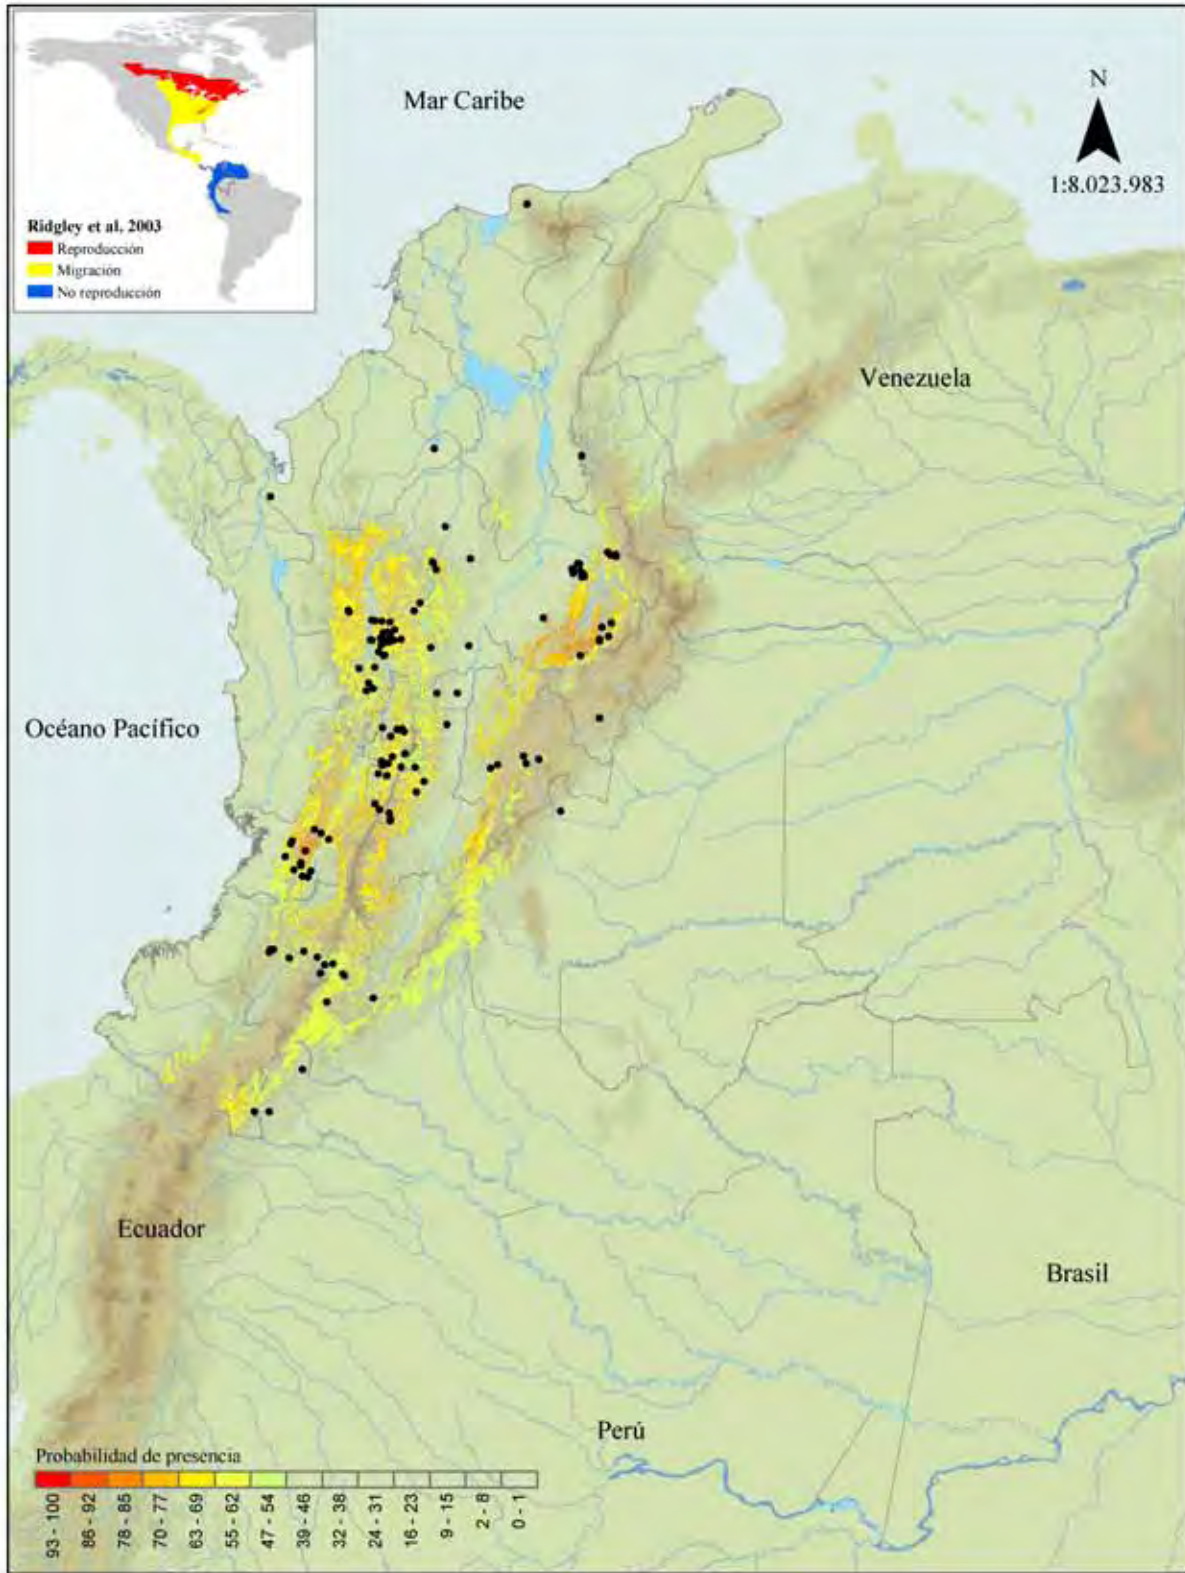 Mar Caribe
N
1:8.023.983
Ridgley et al, 2003
Reproducción
Migración
No reproducción
Venezuela
Océano Pacífico
Ecuador
Brasil
Perú
Probabilidad de presencia
93 - 100
86 - 92
78 - 85
70 - 77
63 - 69
55 - 62
47 - 54
39 - 46
32 - 38
24 - 31
16 - 23
9 - 15
2 - 8
0 - 1